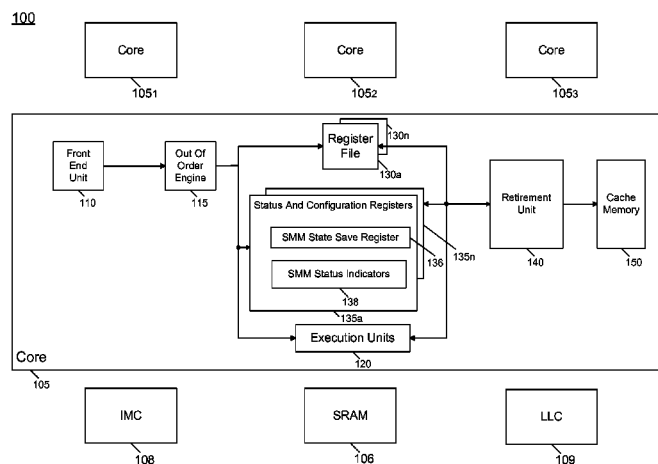 100
Core
Core
Core
105₁
105₂
105₃
Front
End
Unit
110
Out Of
Order
Engine
115
Register
File
130n
130a
Status And Configuration Registers
SMM State Save Register
136
SMM Status Indicators
138
135n
135a
Execution Units
120
Retirement
Unit
140
Cache
Memory
150
Core
105
IMC
SRAM
LLC
108
106
109